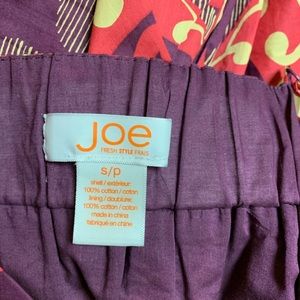 joe
FRESH STYLE FRAIS
s/p
shell / extérieur:
100% cotton / coton
lining / doublure:
100% cotton / coton
made in china
fabriqué en chine